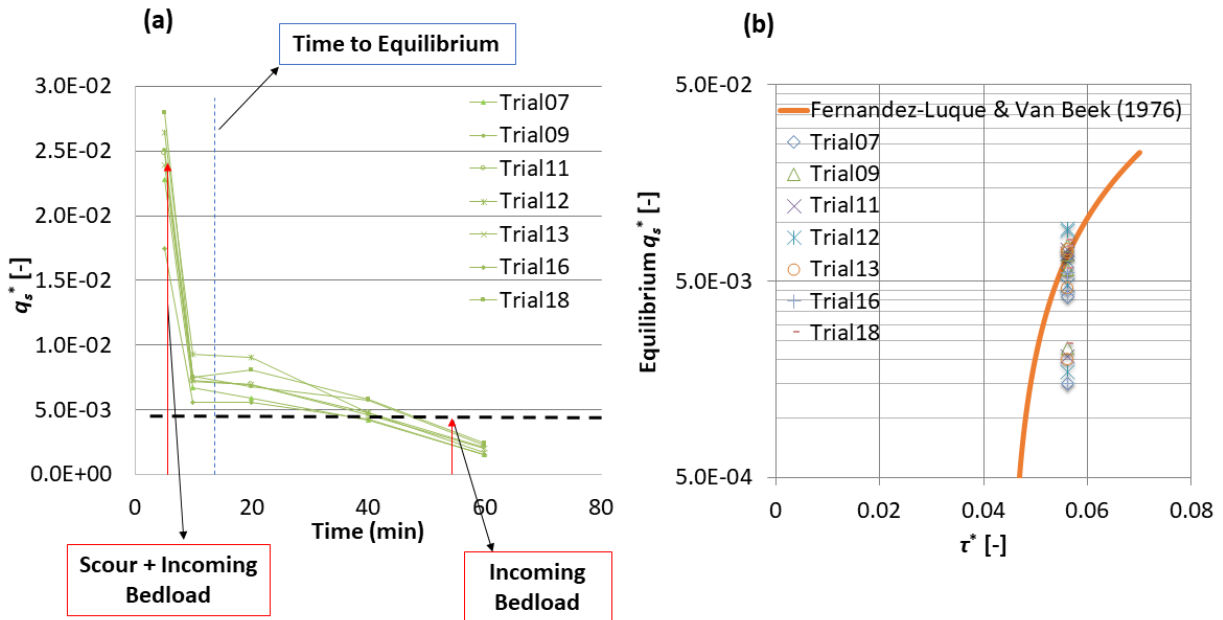 (a)
Time to Equilibrium
3.0E-02
2.5E-02
2.0E-02
1.5E-02
1.0E-02
5.0E-03
0.0E+00
qs* [-]
Trial07
Trial09
Trial11
Trial12
Trial13
Trial16
Trial18
0
20
40
60
80
Time (min)
Scour + Incoming
Bedload
Incoming
Bedload
(b)
5.0E-02
5.0E-03
5.0E-04
Equilibrium qs* [-]
Fernandez-Luque & Van Beek (1976)
Trial07
Trial09
Trial11
Trial12
Trial13
Trial16
Trial18
0
0.02
0.04
0.06
0.08
τ* [-]